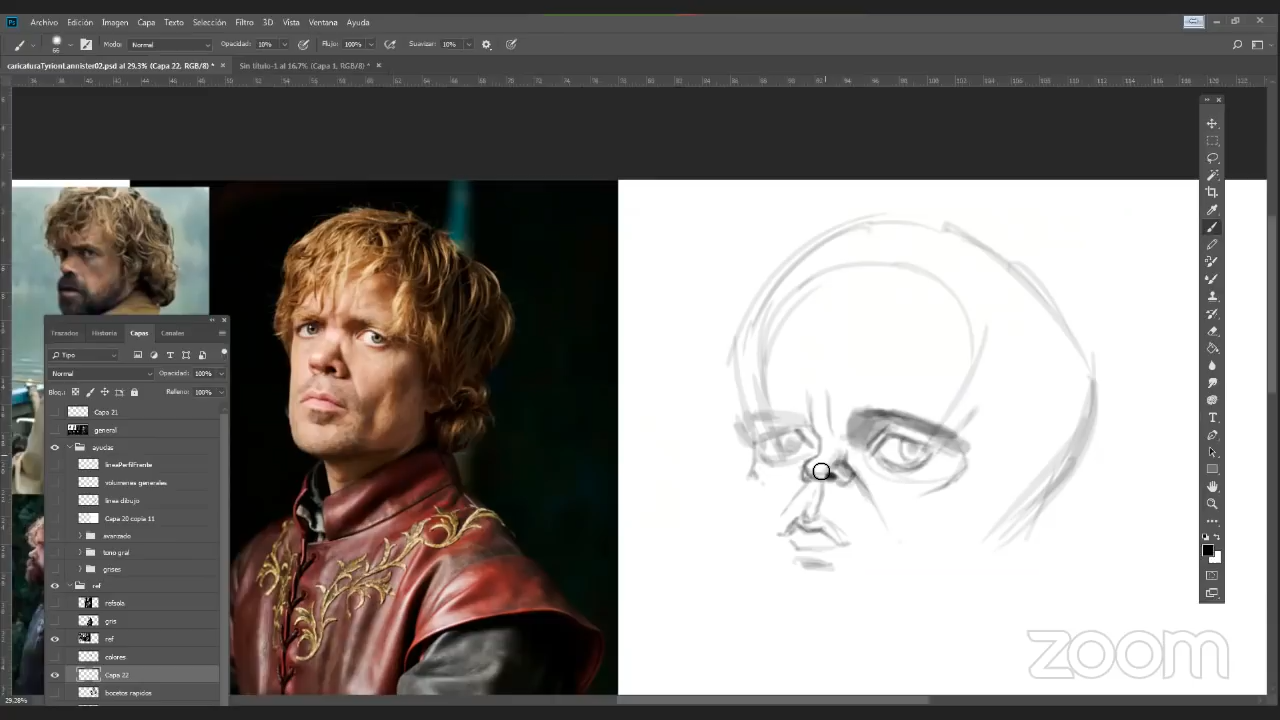 Archivo Edición Imagen Capa Texto Selección Filtro 3D Vista Ventana Ayuda
Modo: Normal Opacidad: 10% Flujo: 100% Suavizar: 10%
caricaturaTyrionLannister02.psd al 29.3% (Capa 22, RGB/8) * Sin título-1 al 16,7% (Capa 1, RGB/8) *
Trazados Historia Capas Canales
Tipo
Normal Opacidad: 100%
Bloq.: Relleno: 100%
Capa 21
general
ayudas
lineaPerfilFrante
volumenes generales
linea dibujo
Capa 20 copia 11
avanzado
tono gral
grises
ref
refsola
gris
ref
colores
Capa 22
bocetos rapidos
29.28%
zoom